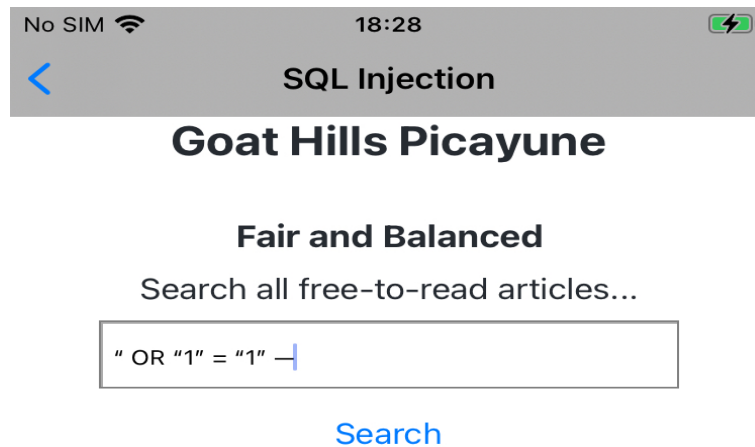 No SIM 18:28
SQL Injection
Goat Hills Picayune
Fair and Balanced
Search all free-to-read articles...
“ OR “1” = “1” —
Search